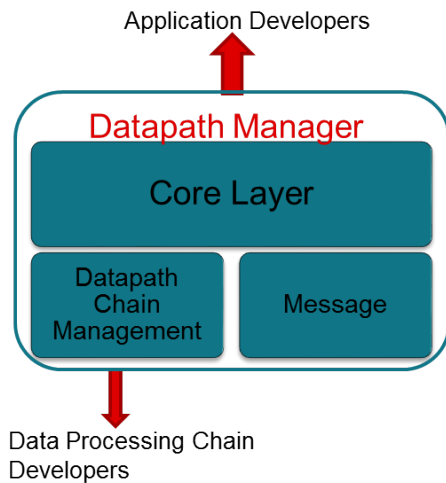 Application Developers
Datapath Manager
Core Layer
Datapath
Chain
Management
Message
Data Processing Chain
Developers